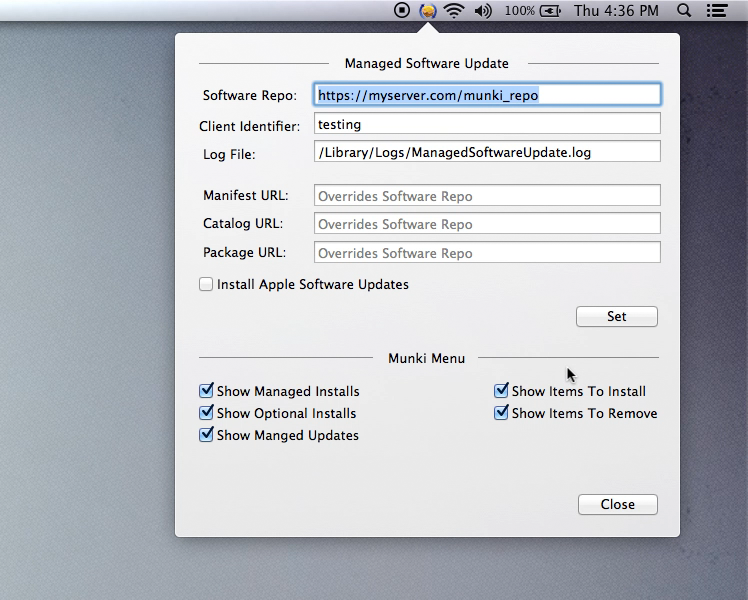 100% Thu 4:36 PM
Managed Software Update
Software Repo: https://myserver.com/munki_repo
Client Identifier: testing
Log File: /Library/Logs/ManagedSoftwareUpdate.log
Manifest URL: Overrides Software Repo
Catalog URL: Overrides Software Repo
Package URL: Overrides Software Repo
Install Apple Software Updates
Set
Munki Menu
Show Managed Installs Show Items To Install
Show Optional Installs Show Items To Remove
Show Manged Updates
Close